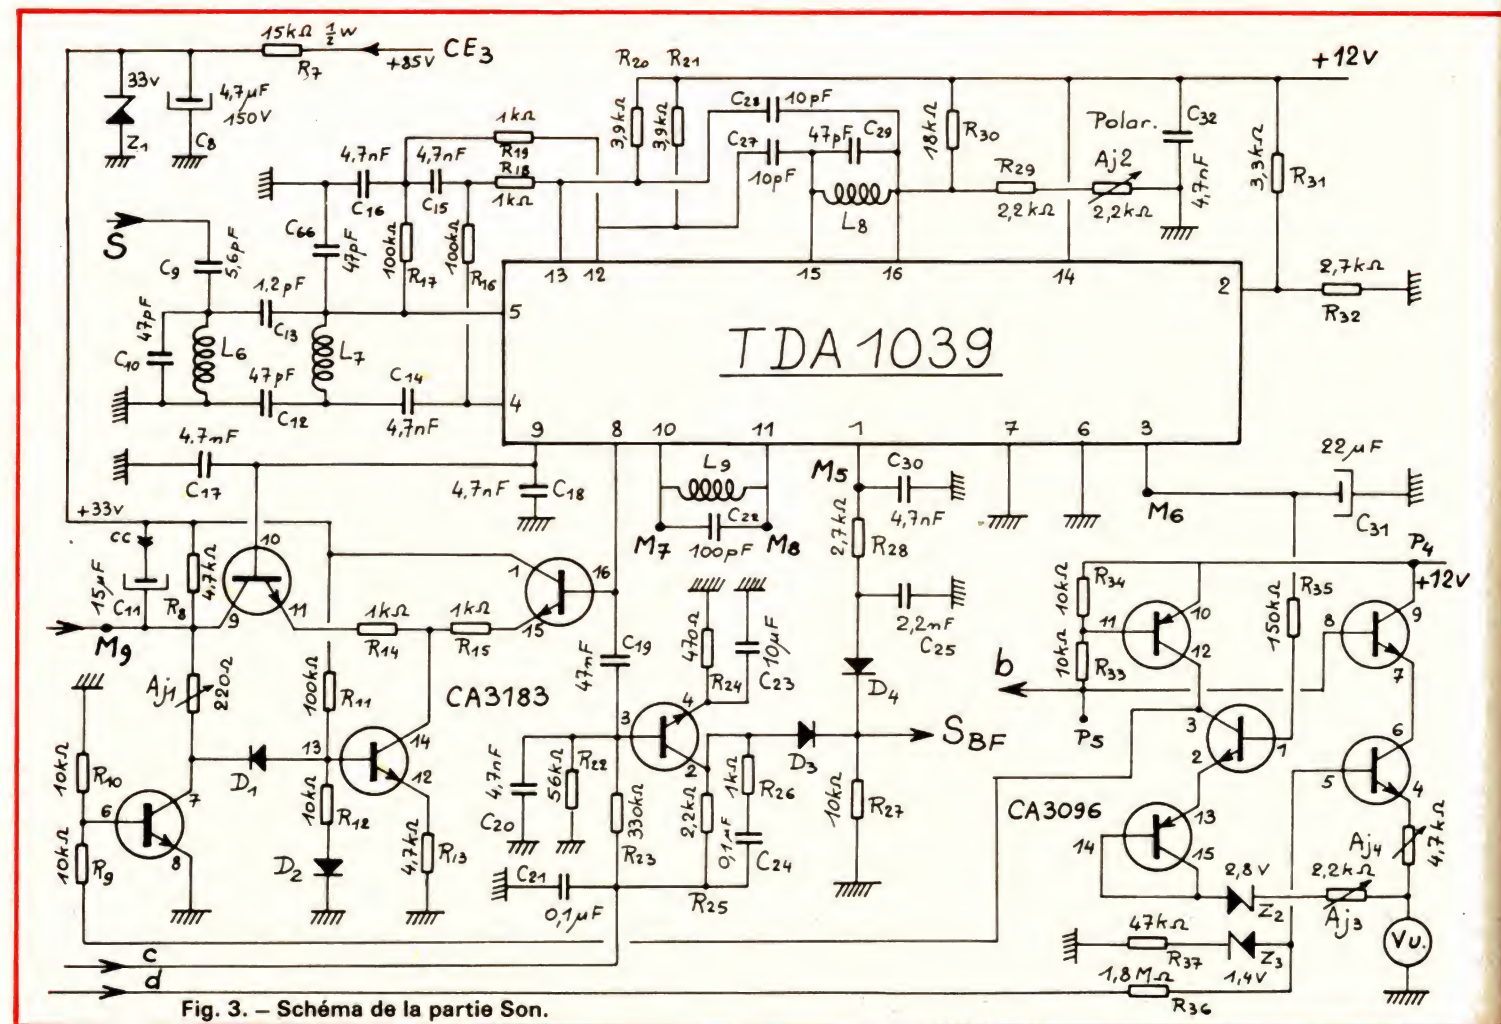 15kΩ ½w
+85V
CE3
R7
33v
Z1
4,7µF
150V
C8
R20
R21
+12v
3,9kΩ
3,9kΩ
C28
10pF
C27
10pF
47pF
C29
L8
18kΩ
R30
R29
2,2kΩ
Polar.
Aj2
2,2kΩ
C32
4,7nF
3,3kΩ
R31
1kΩ
R19
4,7nF
4,7nF
R18
1kΩ
C16
C15
S
C9
5,6pF
C66
47pF
100kΩ
R17
100kΩ
R16
13
12
15
16
14
2
2,7kΩ
R32
1,2pF
C13
5
47pF
C10
L6
L7
TDA1039
47pF
C12
C14
4,7nF
4
4,7nF
C17
9
8
10
11
1
7
6
3
4,7nF
C18
L9
C22
M7
100pF
M8
M5
C30
4,7nF
2,7kΩ
R28
M6
22µF
C31
+33v
cc
15µF
C11
R8
4,7kΩ
10
9
11
1
16
15
1kΩ
R14
1kΩ
R15
C19
47nF
470Ω
R24
10µF
C23
2,2nF
C25
D4
P4
+12v
10kΩ
R34
10kΩ
R33
11
10
12
R35
150kΩ
8
9
7
b
P5
M9
Aj1
220Ω
100kΩ
R11
CA3183
13
14
12
D1
10kΩ
R12
D2
4,7kΩ
R13
10kΩ
R10
10kΩ
R9
6
7
8
3
4
2
4,7nF
C20
R22
56kΩ
330kΩ
R23
2,2kΩ
R25
1kΩ
R26
0,1µF
C24
D3
SBF
10kΩ
R27
C21
0,1µF
3
2
1
CA3096
14
13
15
6
5
4
Aj4
4,7kΩ
2,8V
Z2
2,2kΩ
Aj3
47kΩ
R37
Z3
1,4V
Vu.
c
d
1,8MΩ
R36
Fig. 3. – Schéma de la partie Son.